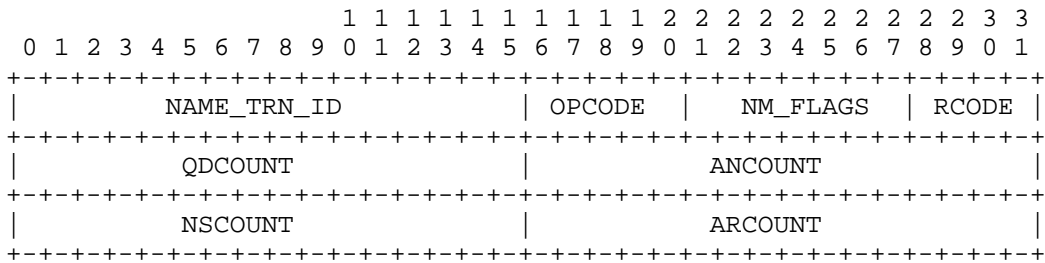 1 1 1 1 1 1 1 1 1 1 2 2 2 2 2 2 2 2 2 2 3 3
 0 1 2 3 4 5 6 7 8 9 0 1 2 3 4 5 6 7 8 9 0 1 2 3 4 5 6 7 8 9 0 1
+-+-+-+-+-+-+-+-+-+-+-+-+-+-+-+-+-+-+-+-+-+-+-+-+-+-+-+-+-+-+-+-+
|         NAME_TRN_ID           | OPCODE  |   NM_FLAGS  | RCODE |
+-+-+-+-+-+-+-+-+-+-+-+-+-+-+-+-+-+-+-+-+-+-+-+-+-+-+-+-+-+-+-+-+
|          QDCOUNT              |           ANCOUNT             |
+-+-+-+-+-+-+-+-+-+-+-+-+-+-+-+-+-+-+-+-+-+-+-+-+-+-+-+-+-+-+-+-+
|          NSCOUNT              |           ARCOUNT             |
+-+-+-+-+-+-+-+-+-+-+-+-+-+-+-+-+-+-+-+-+-+-+-+-+-+-+-+-+-+-+-+-+